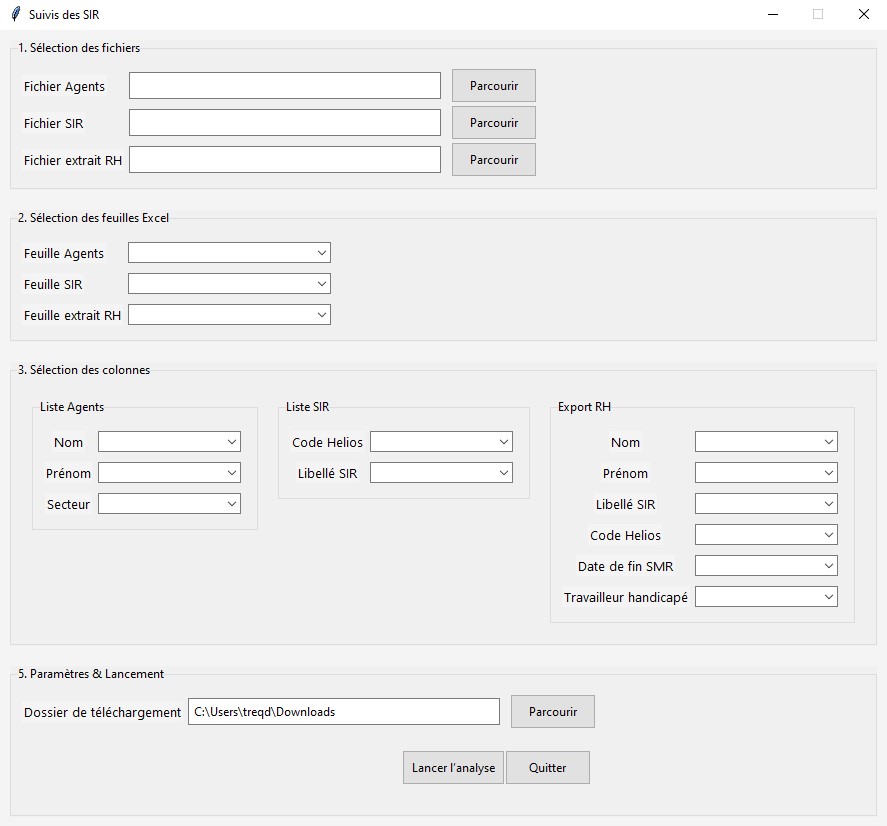 Suivis des SIR
1. Sélection des fichiers
Fichier Agents Parcourir
Fichier SIR Parcourir
Fichier extrait RH Parcourir
2. Sélection des feuilles Excel
Feuille Agents
Feuille SIR
Feuille extrait RH
3. Sélection des colonnes
Liste Agents
Nom
Prénom
Secteur
Liste SIR
Code Helios
Libellé SIR
Export RH
Nom
Prénom
Libellé SIR
Code Helios
Date de fin SMR
Travailleur handicapé
5. Paramètres & Lancement
Dossier de téléchargement C:\Users\treqd\Downloads Parcourir
Lancer l'analyse Quitter